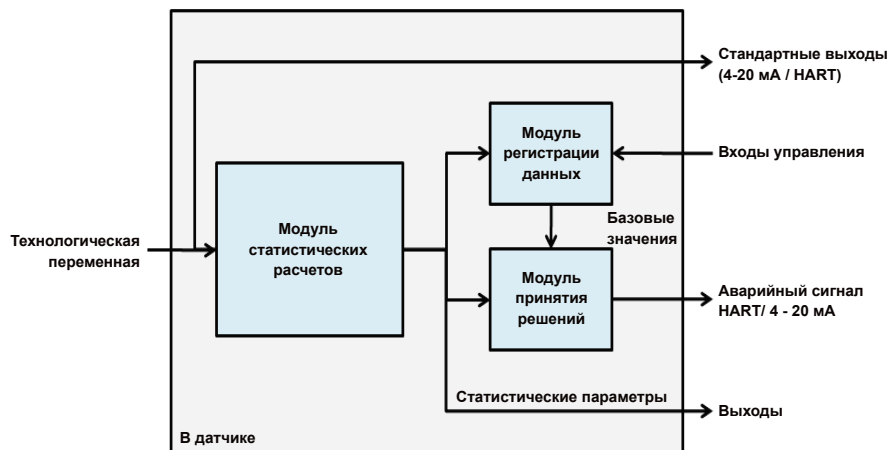 Стандартные выходы
(4-20 мА / HART)
Модуль
регистрации
данных
Входы управления
Базовые
значения
Технологическая
переменная
Модуль
статистических
расчетов
Модуль
принятия
решений
Аварийный сигнал
HART/ 4 - 20 мА
Статистические параметры
Выходы
В датчике